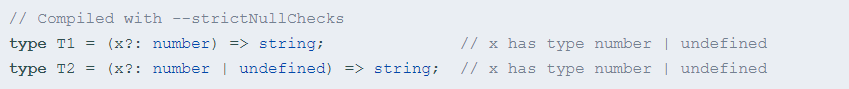 // Compiled with --strictNullChecks
type T1 = (x?: number) => string;                  // x has type number | undefined
type T2 = (x?: number | undefined) => string;  // x has type number | undefined